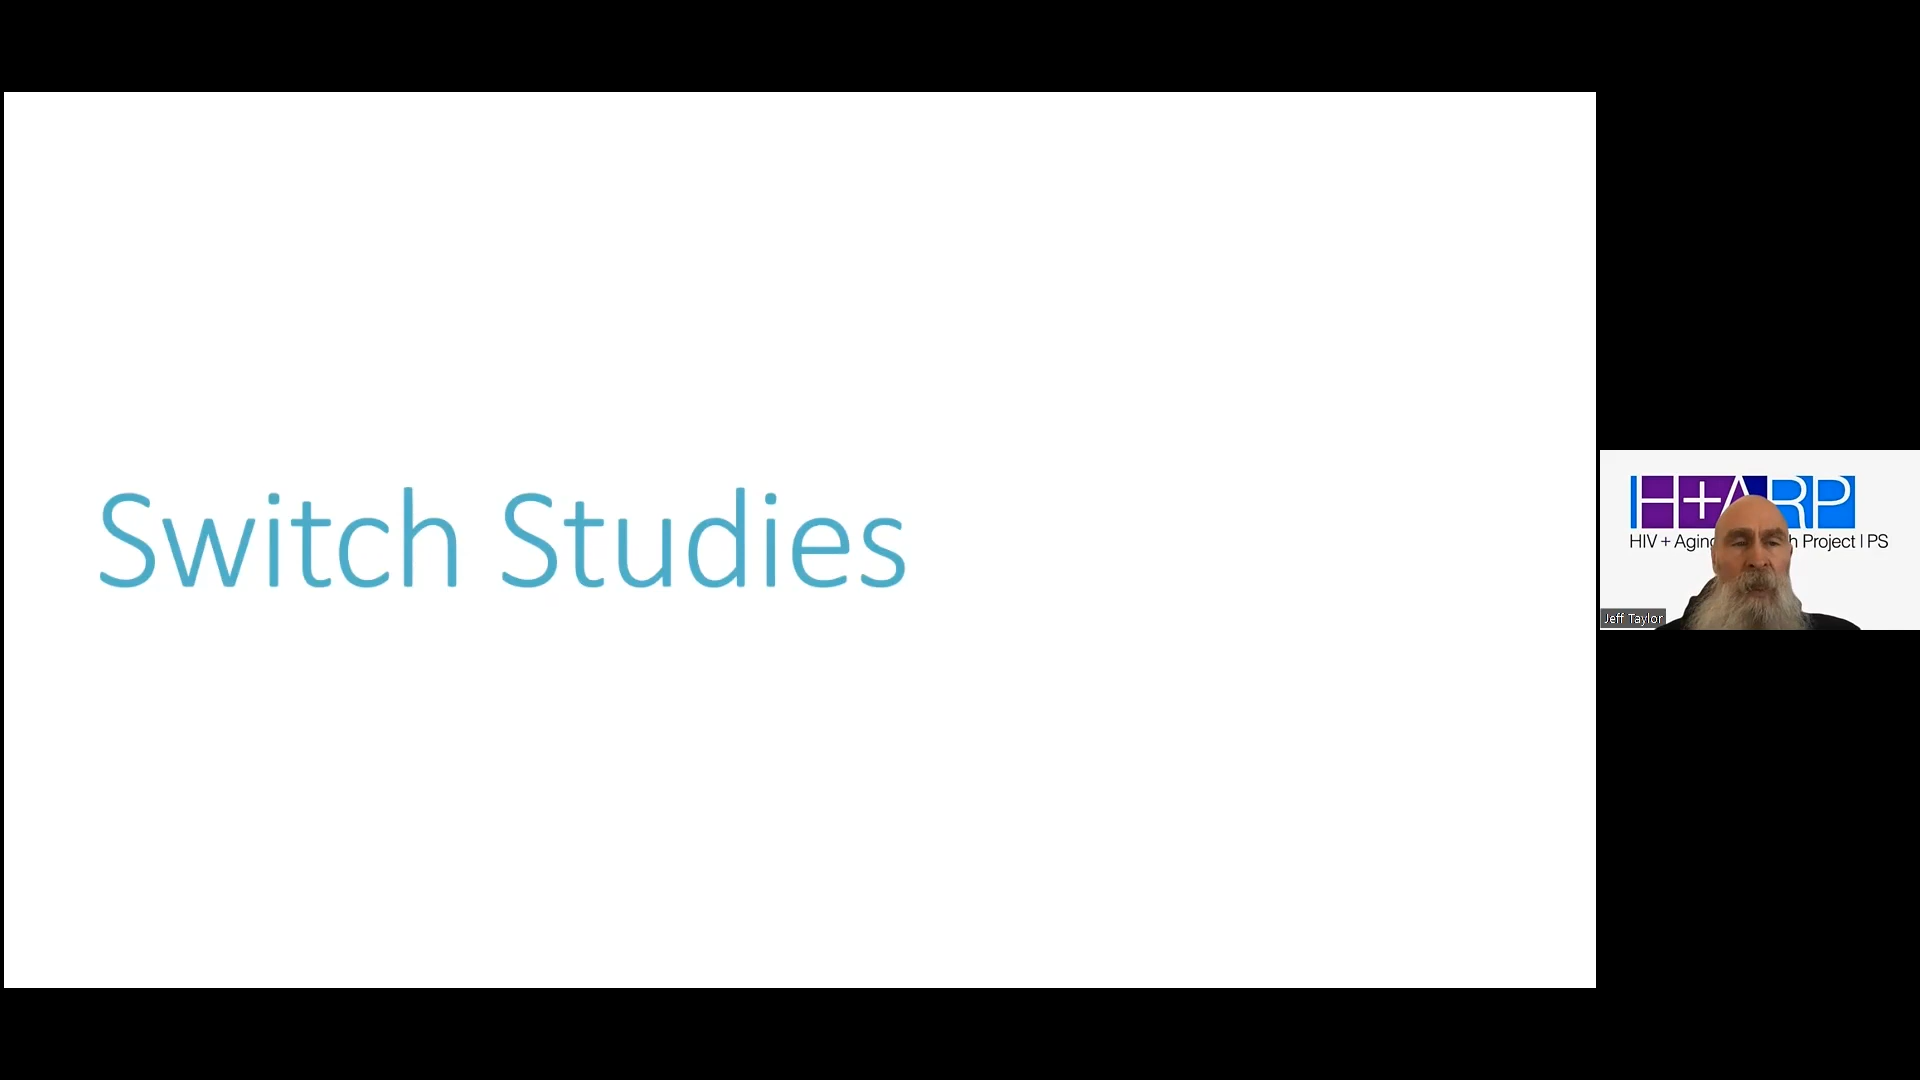 Switch Studies
H+ARP
HIV + Aging Project | PS
Jeff Taylor